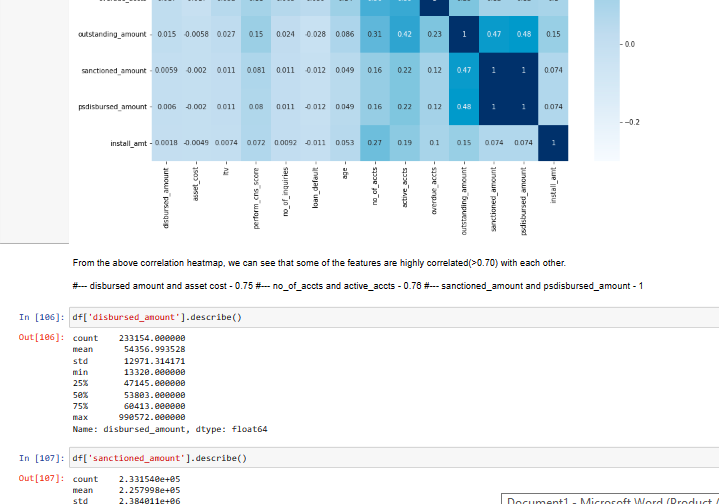 outstanding_amount - 0.015 -0.0058 0.027 0.15 0.024 -0.028 0.086 0.31 0.42 0.23 1 0.47 0.48 0.15
- 0.0
sanctioned_amount - 0.0059 -0.002 0.011 0.081 0.011 -0.012 0.049 0.16 0.22 0.12 0.47 1 1 0.074
psdisbursed_amount - 0.006 -0.002 0.011 0.08 0.011 -0.012 0.049 0.16 0.22 0.12 0.48 1 1 0.074
- -0.2
install_amt - 0.0018 -0.0049 0.0074 0.072 0.0092 -0.011 0.053 0.27 0.19 0.1 0.15 0.074 0.074 1
disbursed_amount
asset_cost
ltv
perform_cns_score
no_of_inquiries
loan_default
age
no_of_accts
active_accts
overdue_accts
outstanding_amount
sanctioned_amount
psdisbursed_amount
install_amt
From the above correlation heatmap, we can see that some of the features are highly correlated(>0.70) with each other.
#--- disbursed amount and asset cost - 0.75 #--- no_of_accts and active_accts - 0.76 #--- sanctioned_amount and psdisbursed_amount - 1
In [106]: df['disbursed_amount'].describe()
Out[106]: count 233154.000000
mean 54356.993528
std 12971.314171
min 13320.000000
25% 47145.000000
50% 53803.000000
75% 60413.000000
max 990572.000000
Name: disbursed_amount, dtype: float64
In [107]: df['sanctioned_amount'].describe()
Out[107]: count 2.331540e+05
mean 2.257998e+05
std 2.384011e+06
Document1 - Microsoft Word (Product